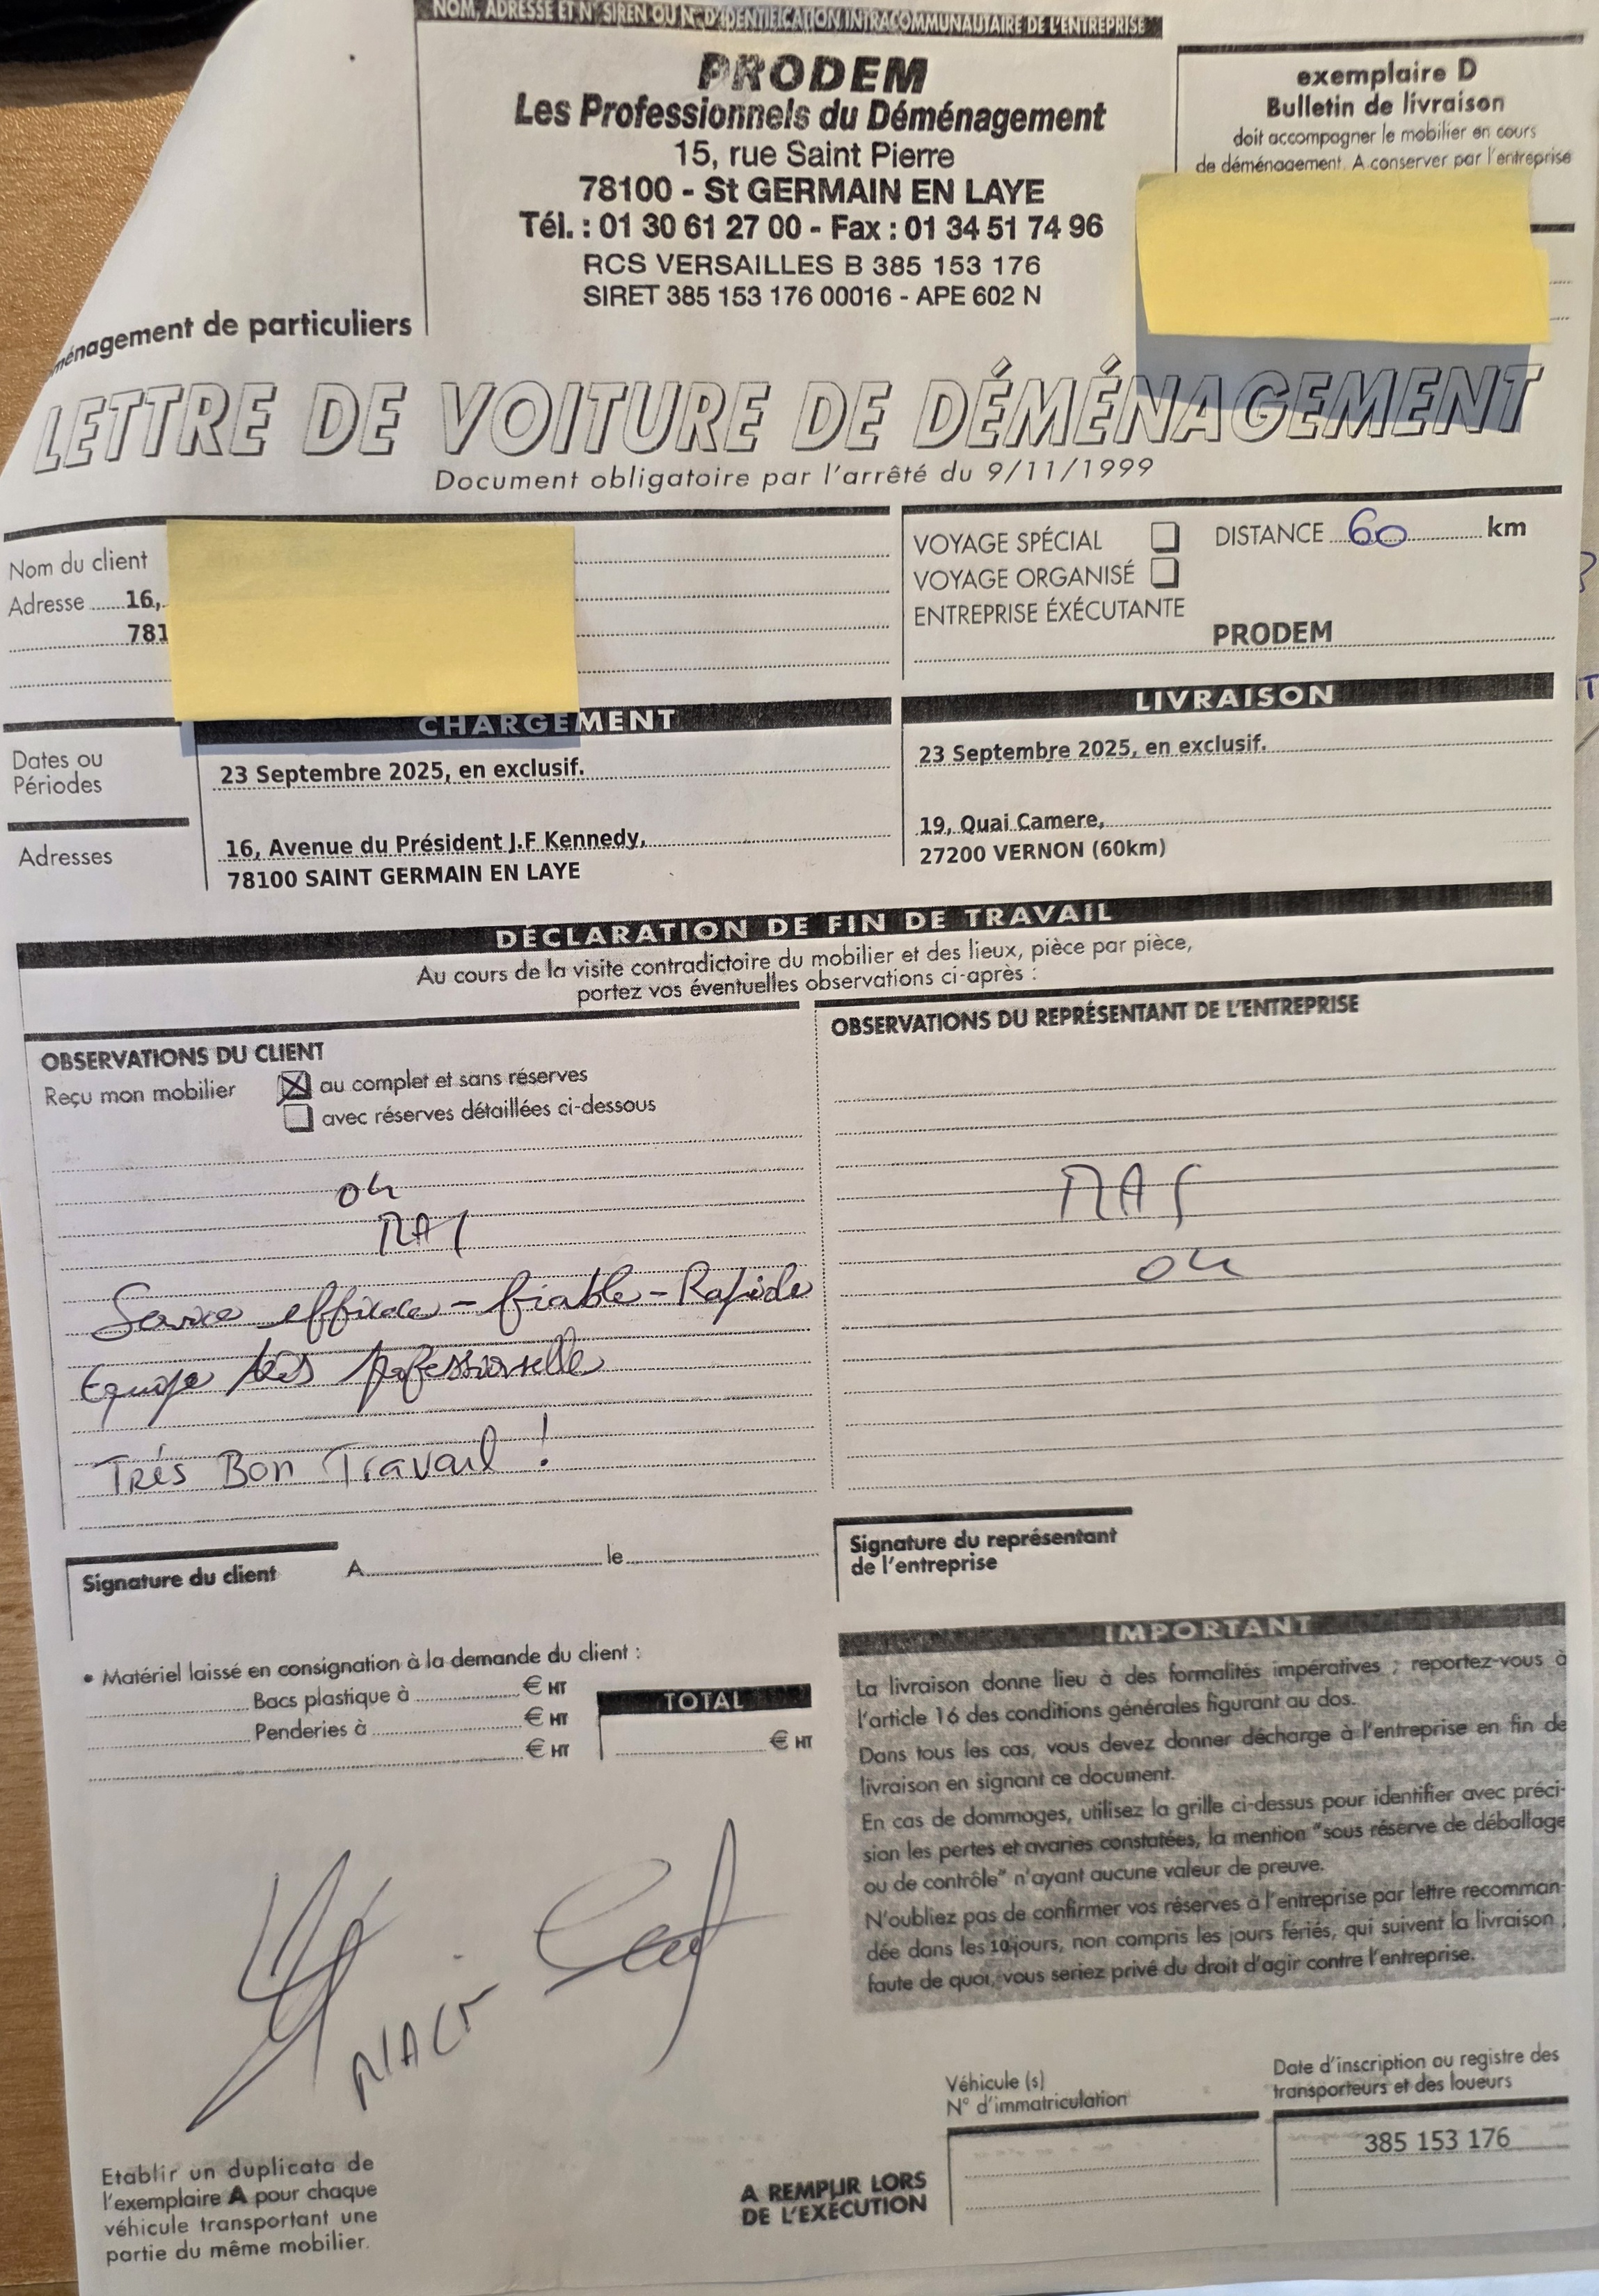 NOM, ADRESSE ET N° SIREN OU N° D'IDENTIFICATION INTRACOMMUNAUTAIRE DE L'ENTREPRISE
PRODEM
Les Professionnels du Déménagement
15, rue Saint Pierre
78100 - St GERMAIN EN LAYE
Tél. : 01 30 61 27 00 - Fax : 01 34 51 74 96
RCS VERSAILLES B 385 153 176
SIRET 385 153 176 00016 - APE 602 N
exemplaire D
Bulletin de livraison
doit accompagner le mobilier en cours
de déménagement. A conserver par l'entreprise
énagement de particuliers
LETTRE DE VOITURE DE DÉMÉNAGEMENT
Document obligatoire par l'arrêté du 9/11/1999
Nom du client
Adresse 16,
781
VOYAGE SPÉCIAL DISTANCE 60 km
VOYAGE ORGANISÉ
ENTREPRISE ÉXÉCUTANTE
PRODEM
CHARGEMENT
LIVRAISON
Dates ou
Périodes
23 Septembre 2025, en exclusif.
23 Septembre 2025, en exclusif.
Adresses
16, Avenue du Président J.F Kennedy,
78100 SAINT GERMAIN EN LAYE
19, Quai Camere,
27200 VERNON (60km)
DÉCLARATION DE FIN DE TRAVAIL
Au cours de la visite contradictoire du mobilier et des lieux, pièce par pièce,
portez vos éventuelles observations ci-après :
OBSERVATIONS DU CLIENT
Reçu mon mobilier au complet et sans réserves
avec réserves détaillées ci-dessous
RAS
Service efficace - fiable - Rapide
Equipe très professionnelle
Trés Bon Travail !
OBSERVATIONS DU REPRÉSENTANT DE L'ENTREPRISE
RAS
Signature du client A le
Signature du représentant
de l'entreprise
• Matériel laissé en consignation à la demande du client :
Bacs plastique à € HT
Penderies à € HT
€ HT
TOTAL
€ HT
IMPORTANT
La livraison donne lieu à des formalités impératives ; reportez-vous à
l'article 16 des conditions générales figurant au dos.
Dans tous les cas, vous devez donner décharge à l'entreprise en fin de
livraison en signant ce document.
En cas de dommages, utilisez la grille ci-dessus pour identifier avec préci-
sion les pertes et avaries constatées, la mention "sous réserve de déballage
ou de contrôle" n'ayant aucune valeur de preuve.
N'oubliez pas de confirmer vos réserves à l'entreprise par lettre recomman-
dée dans les 10 jours, non compris les jours fériés, qui suivent la livraison ;
faute de quoi, vous seriez privé du droit d'agir contre l'entreprise.
Etablir un duplicata de
l'exemplaire A pour chaque
véhicule transportant une
partie du même mobilier.
A REMPLIR LORS
DE L'EXÉCUTION
Véhicule (s)
N° d'immatriculation
Date d'inscription au registre des
transporteurs et des loueurs
385 153 176